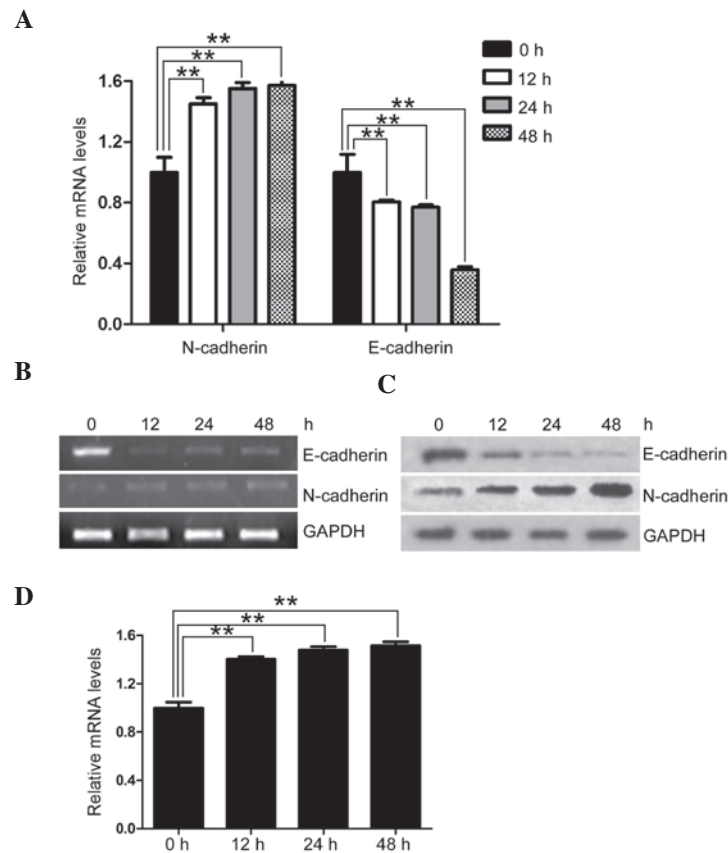 A
** 
**
**
0 h
12 h
24 h
48 h
**
**
**
Relative mRNA levels
1.6
1.2
0.8
0.4
0.0
N-cadherin
E-cadherin
B
0 12 24 48 h
E-cadherin
N-cadherin
GAPDH
C
0 12 24 48 h
E-cadherin
N-cadherin
GAPDH
D
**
**
**
Relative mRNA levels
1.6
1.2
0.8
0.4
0.0
0 h 12 h 24 h 48 h